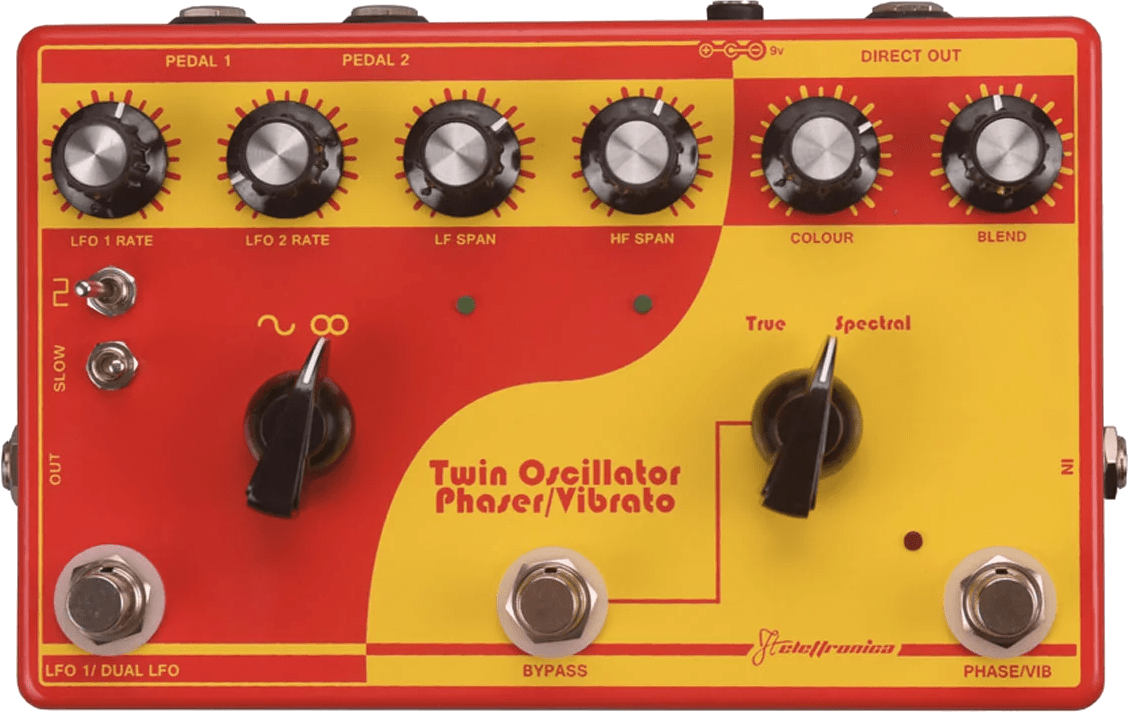 PEDAL 1
PEDAL 2
9v
DIRECT OUT
LFO 1 RATE
LFO 2 RATE
LF SPAN
HF SPAN
COLOUR
BLEND
SLOW
True
Spectral
OUT
Twin Oscillator
Phaser/Vibrato
IN
elettronica
LFO 1/ DUAL LFO
BYPASS
PHASE/VIB